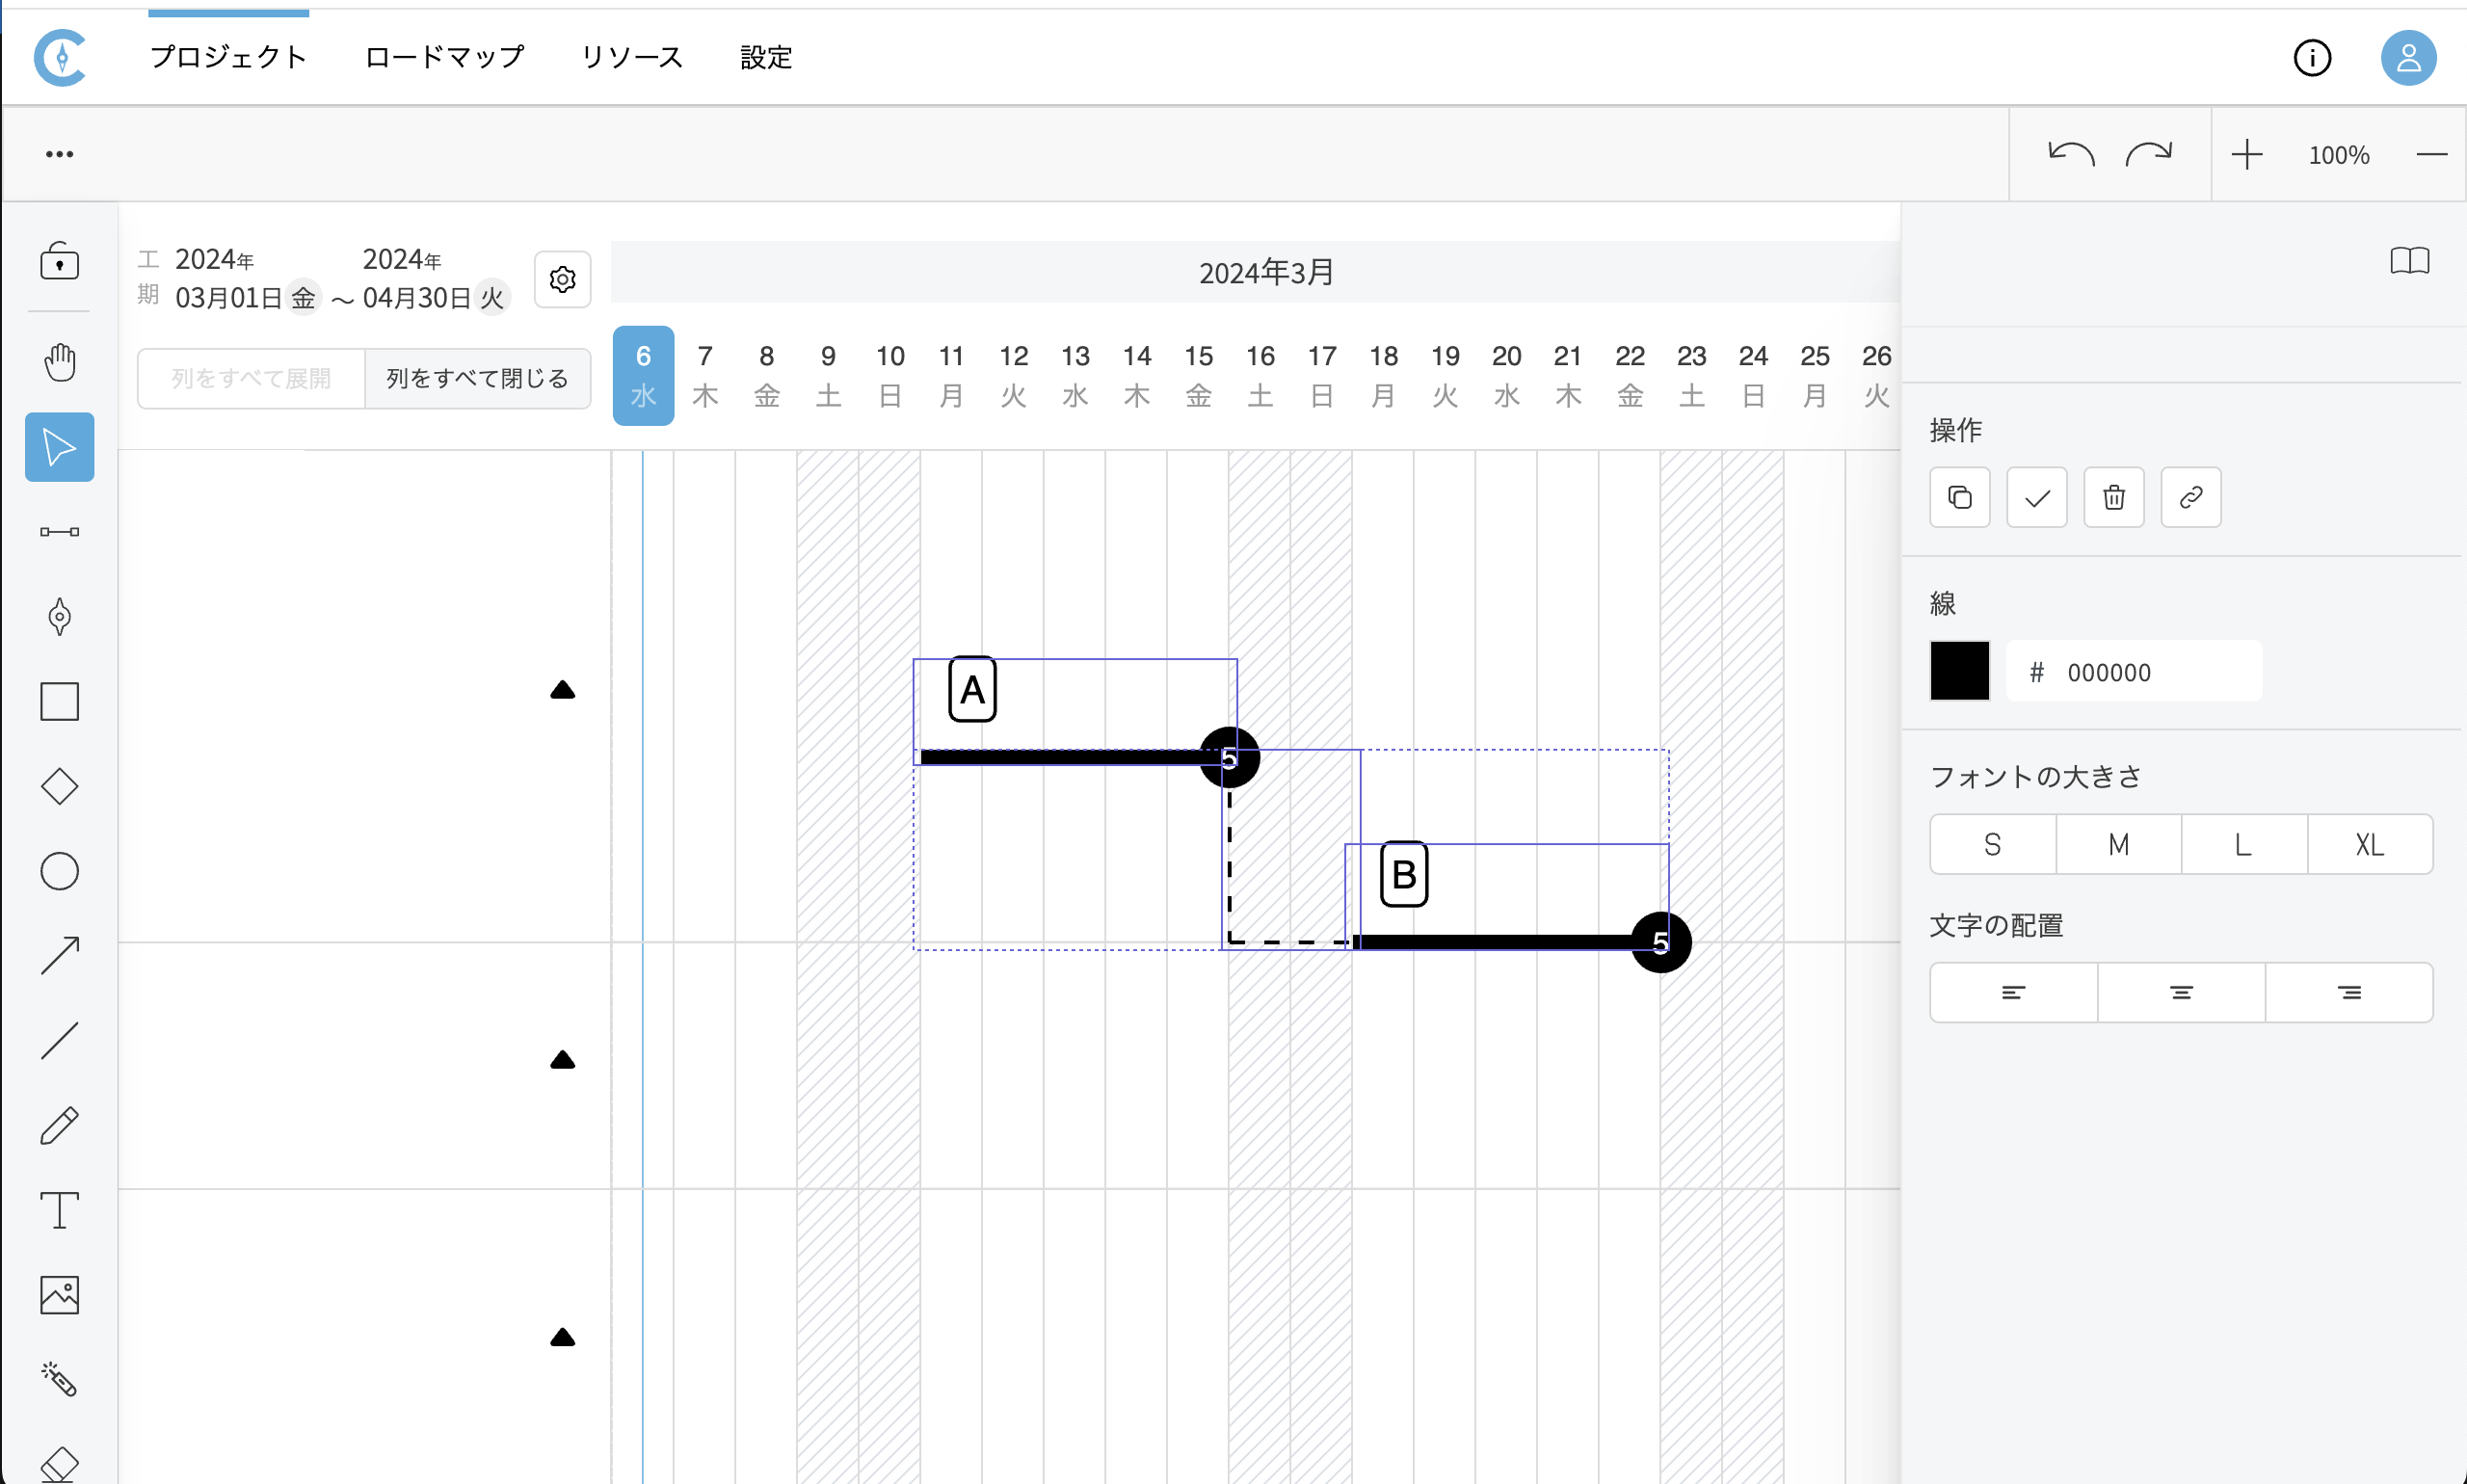 プロジェクト ロードマップ リソース 設定
100%
工期 2024年03月01日 金 ～ 2024年04月30日 火
列をすべて展開 列をすべて閉じる
2024年3月
6 7 8 9 10 11 12 13 14 15 16 17 18 19 20 21 22 23 24 25 26
水 木 金 土 日 月 火 水 木 金 土 日 月 火 水 木 金 土 日 月 火
A
5
B
5
操作
線
# 000000
フォントの大きさ
S M L XL
文字の配置